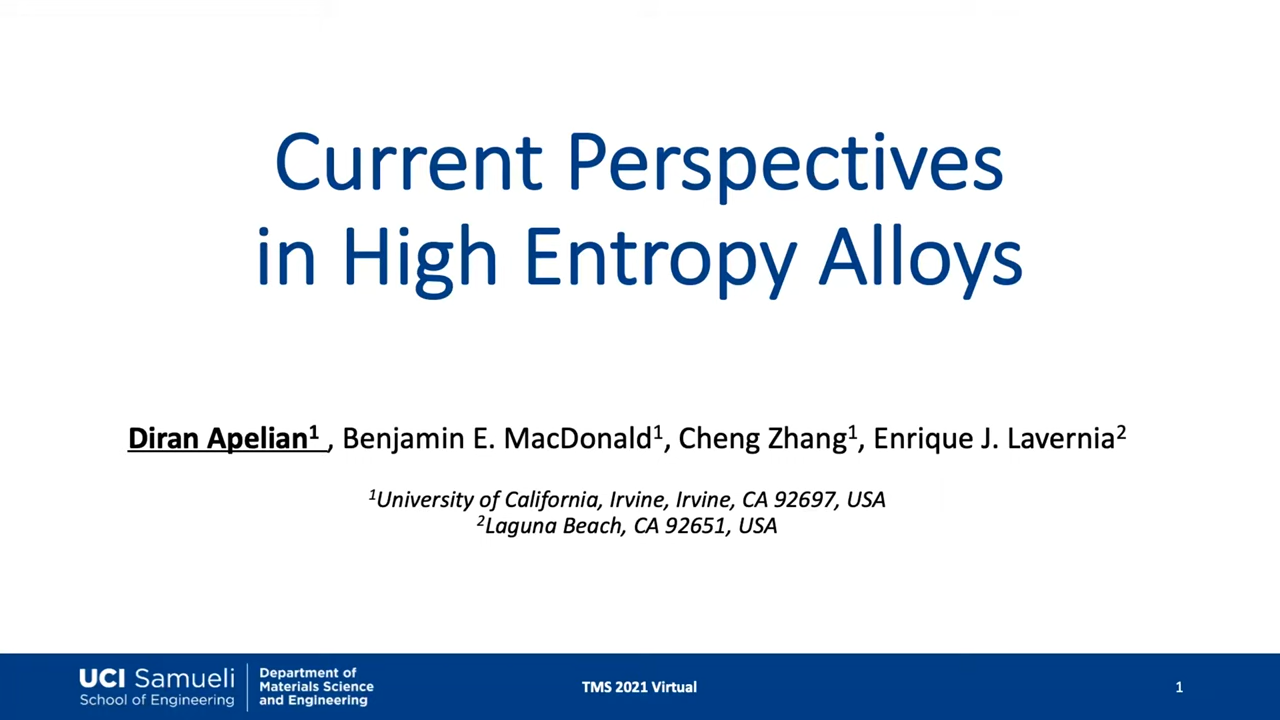 Current Perspectives
in High Entropy Alloys
Diran Apelian¹ , Benjamin E. MacDonald¹, Cheng Zhang¹, Enrique J. Lavernia²
¹University of California, Irvine, Irvine, CA 92697, USA
²Laguna Beach, CA 92651, USA
UCI Samueli
School of Engineering
Department of
Materials Science
and Engineering
TMS 2021 Virtual
1